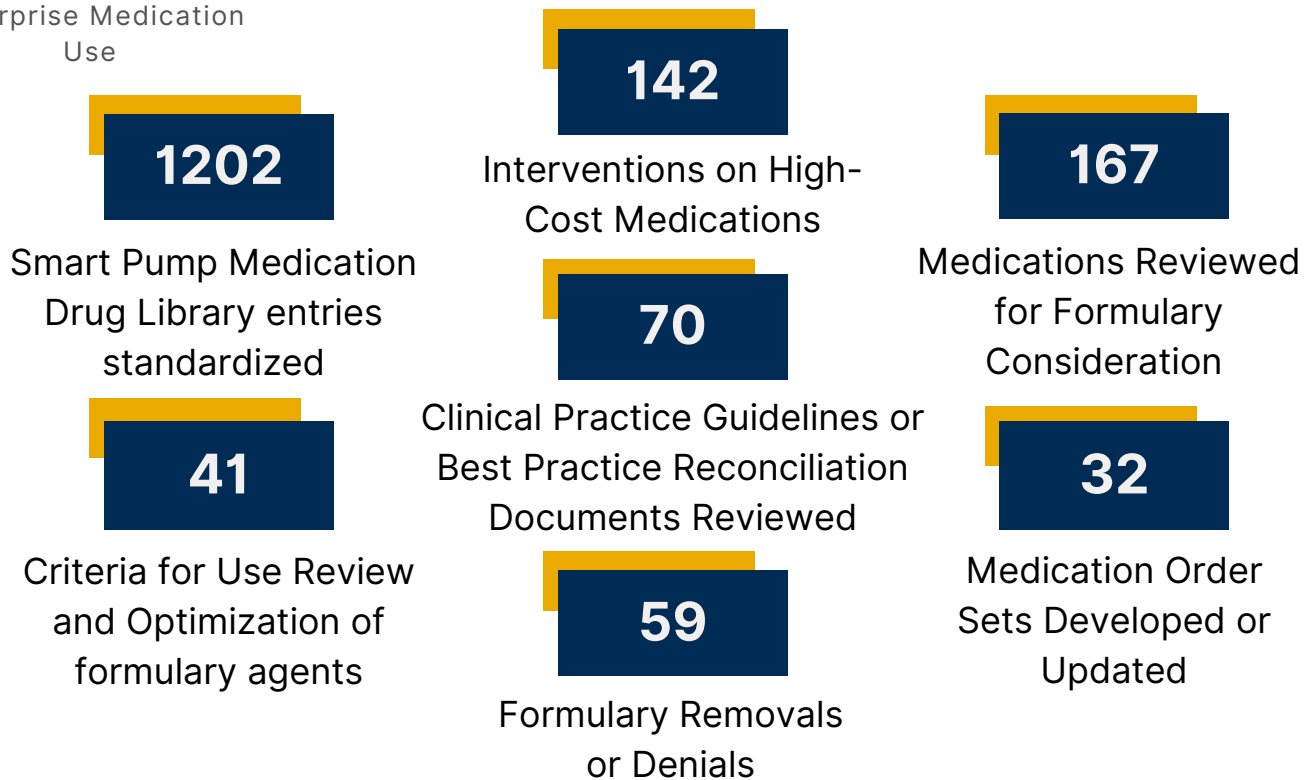 Medication
Use
1202
Smart Pump Medication
Drug Library entries
standardized
41
Criteria for Use Review
and Optimization of
formulary agents
142
Interventions on High-
Cost Medications
70
Clinical Practice Guidelines or
Best Practice Reconciliation
Documents Reviewed
59
Formulary Removals
or Denials
167
Medications Reviewed
for Formulary
Consideration
32
Medication Order
Sets Developed or
Updated